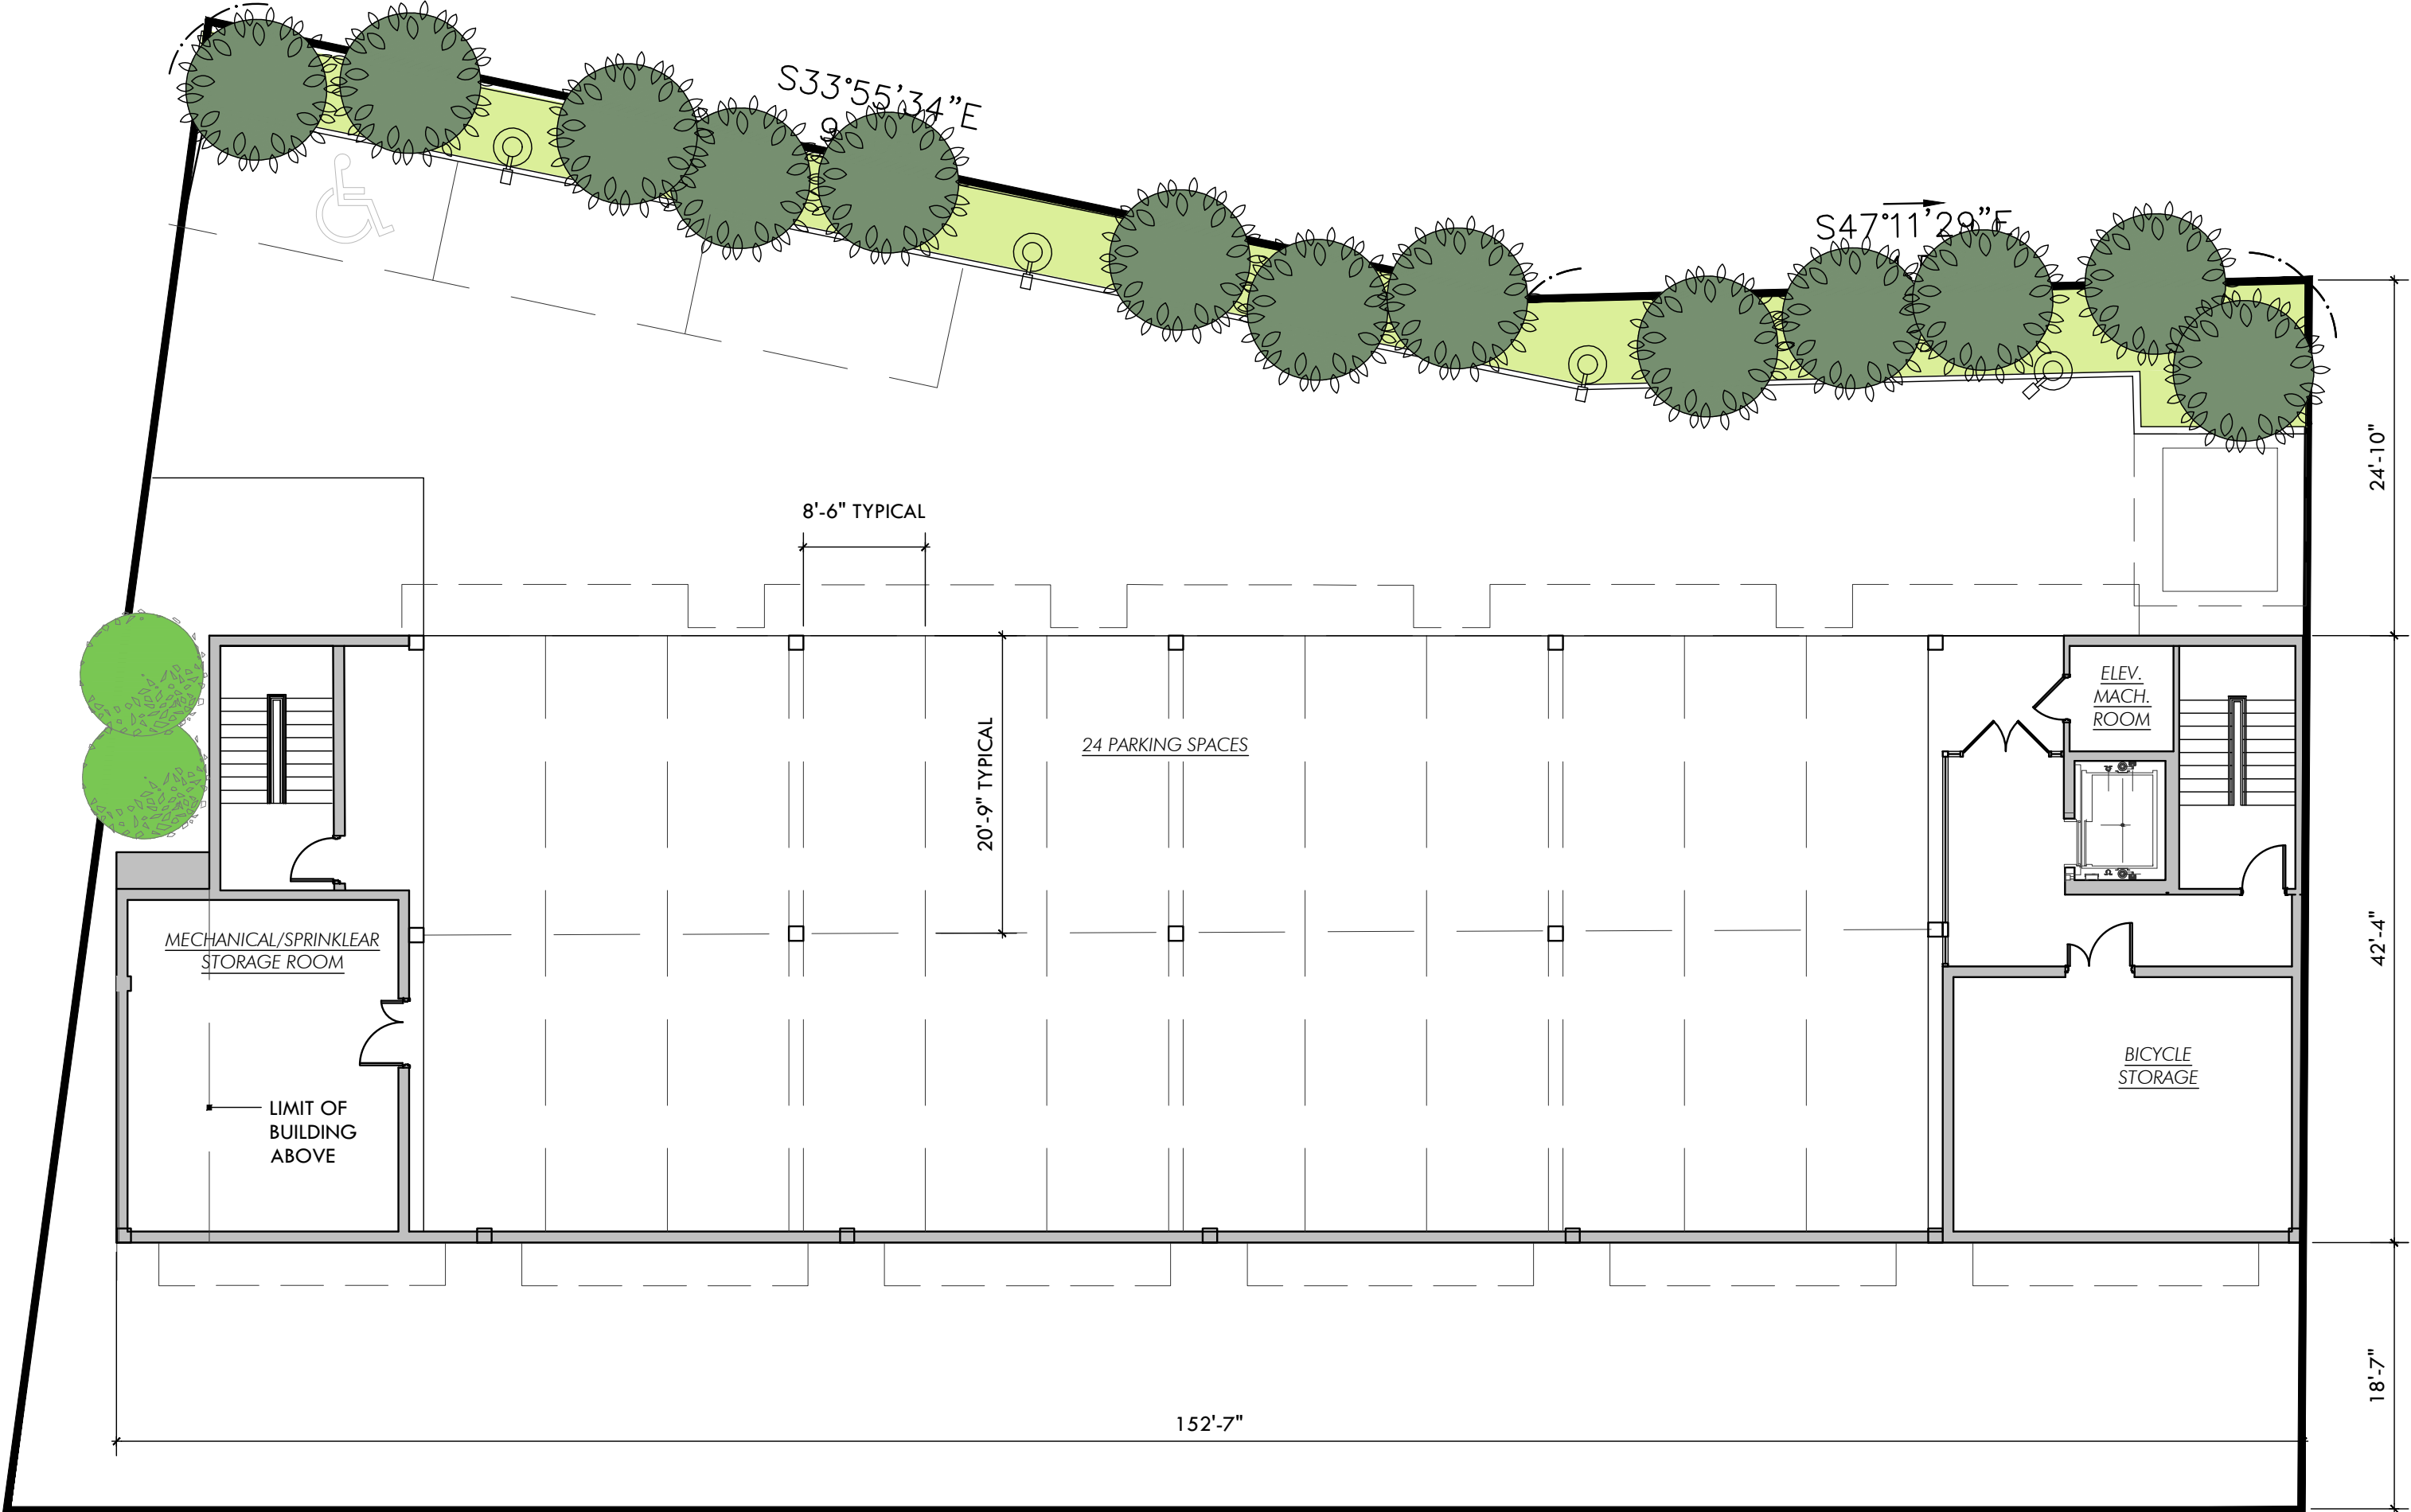 S33°55'34"E
9
S47°11'29"E
24'-10"
8'-6" TYPICAL
ELEV.
MACH.
ROOM
24 PARKING SPACES
20'-9" TYPICAL
MECHANICAL/SPRINKLEAR
STORAGE ROOM
42'-4"
BICYCLE
STORAGE
LIMIT OF
BUILDING
ABOVE
18'-7"
152'-7"